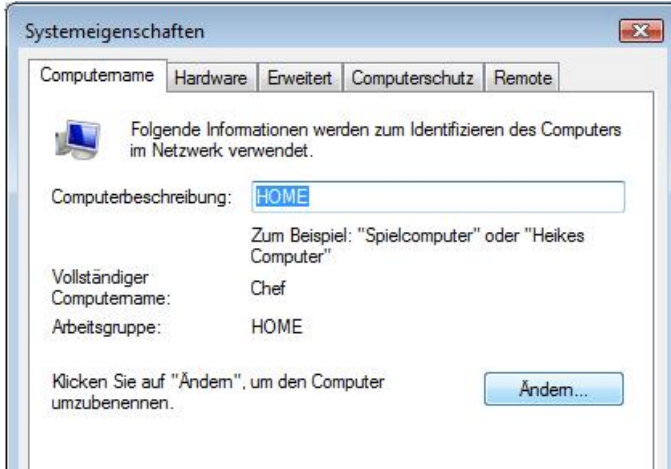 Systemeigenschaften
Computername Hardware Erweitert Computerschutz Remote
Folgende Informationen werden zum Identifizieren des Computers
im Netzwerk verwendet.
Computerbeschreibung: HOME
Zum Beispiel: "Spielcomputer" oder "Heikes
Computer"
Vollständiger
Computername: Chef
Arbeitsgruppe: HOME
Klicken Sie auf "Ändern", um den Computer
umzubenennen.
Ändern...